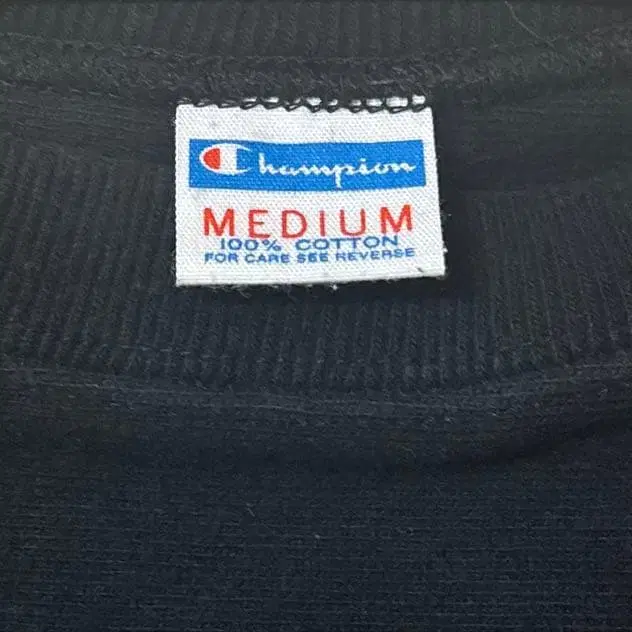 Champion
MEDIUM
100% COTTON
FOR CARE SEE REVERSE